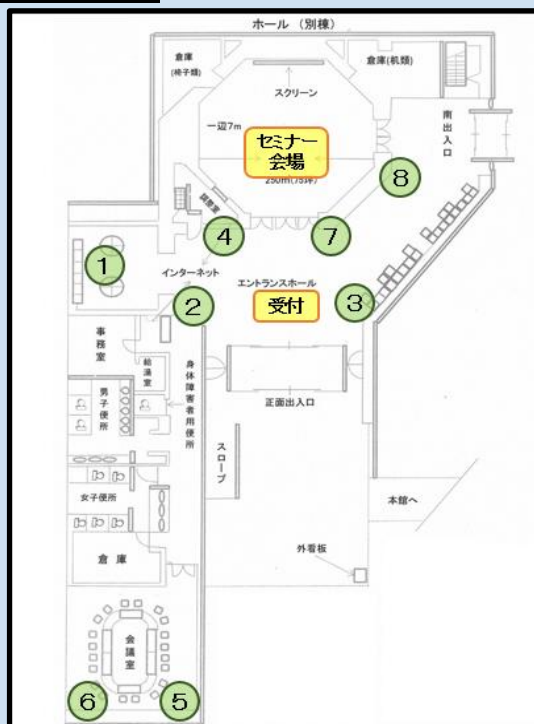 ホール (別棟)
倉庫
(椅子類)
倉庫(机類)
スクリーン
一辺7m
南出入口
セミナー
会場
250㎡(75坪)
8
調整室
4
7
1
インターネット
2
エントランスホール
受付
3
事務室
給湯室
身体障害者用便所
男子便所
正面出入口
スロープ
女子便所
本館へ
倉庫
外看板
会議室
6
5